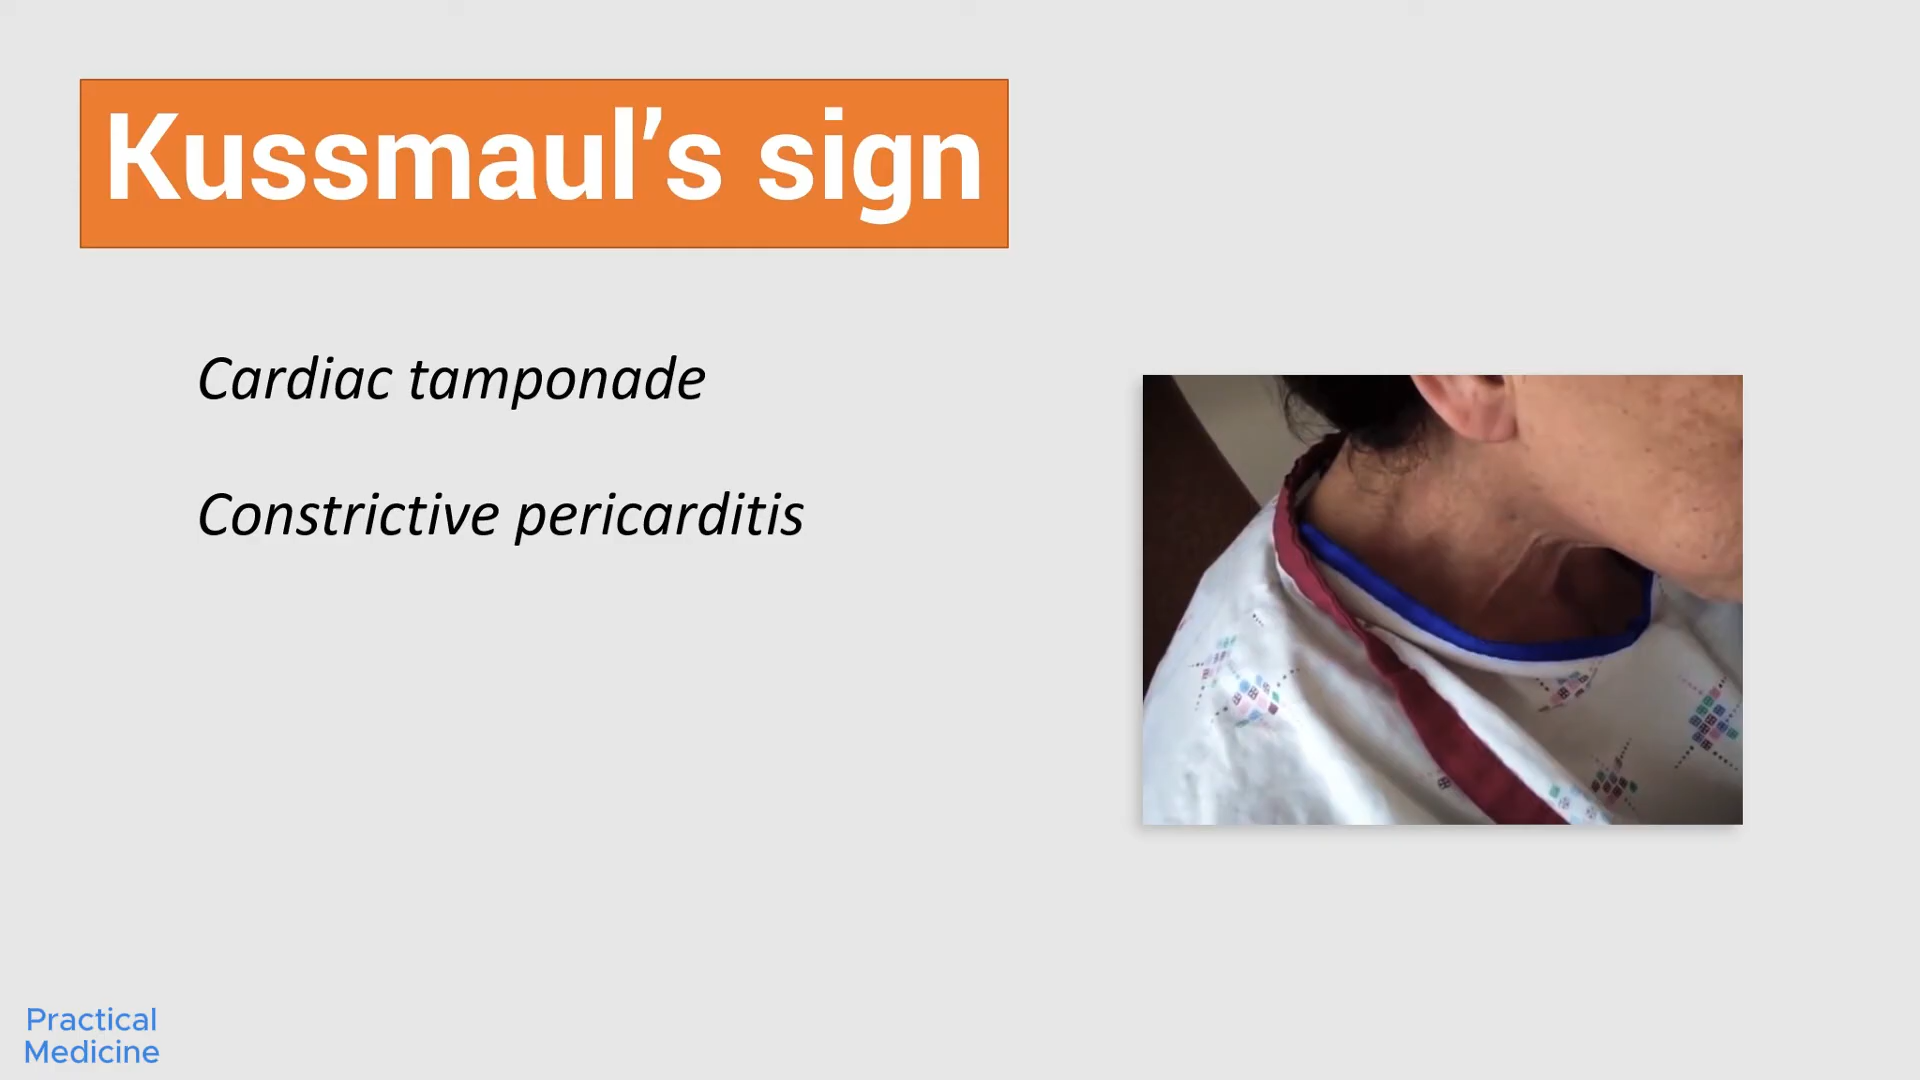 Kussmaul’s sign
Cardiac tamponade
Constrictive pericarditis
Practical
Medicine